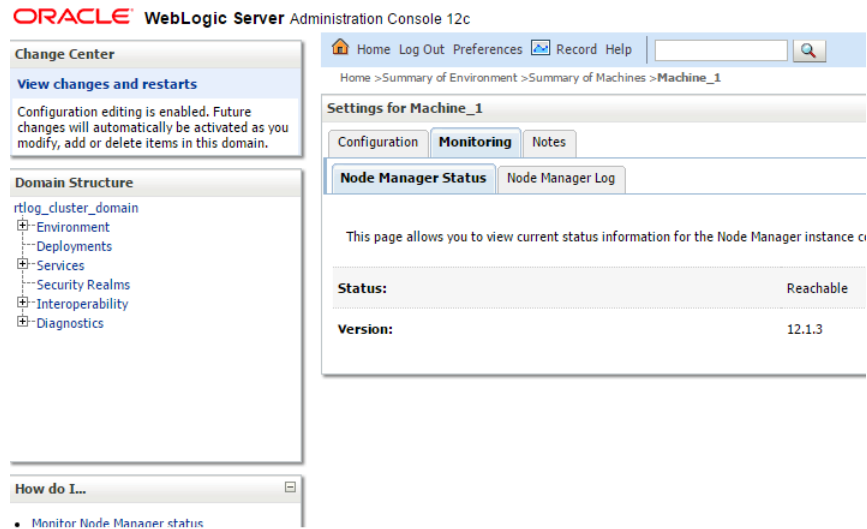 ORACLE WebLogic Server Administration Console 12c
Change Center
View changes and restarts
Configuration editing is enabled. Future
changes will automatically be activated as you
modify, add or delete items in this domain.
Domain Structure
rtlog_cluster_domain
Environment
Deployments
Services
Security Realms
Interoperability
Diagnostics
How do I...
Monitor Node Manager status
Home Log Out Preferences Record Help
Home >Summary of Environment >Summary of Machines >Machine_1
Settings for Machine_1
Configuration Monitoring Notes
Node Manager Status Node Manager Log
This page allows you to view current status information for the Node Manager instance
Status: Reachable
Version: 12.1.3